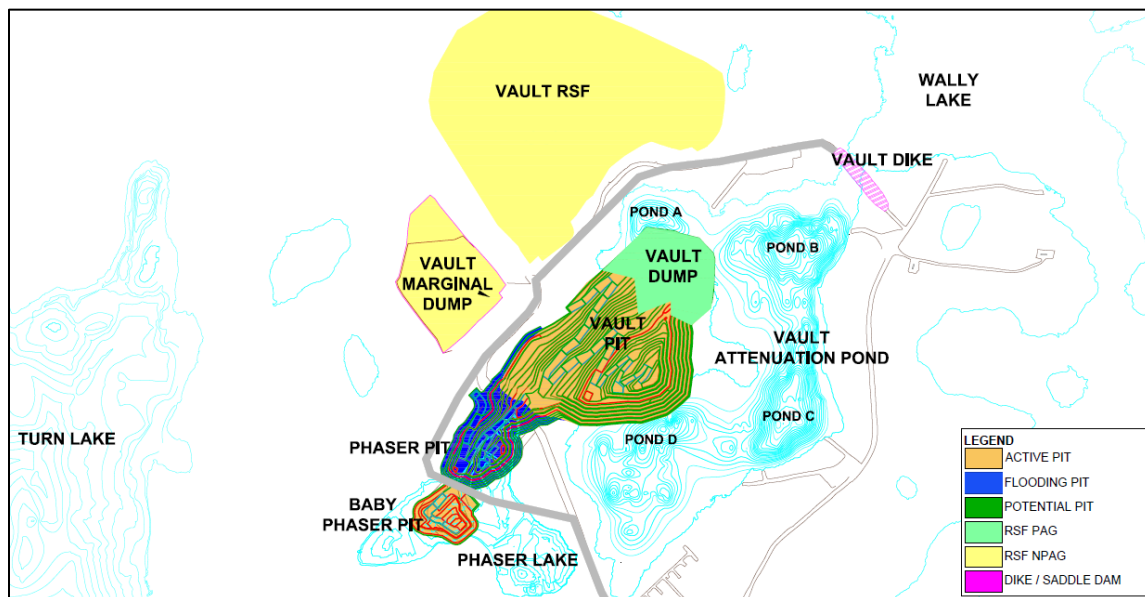 VAULT RSF
WALLY
LAKE
VAULT DIKE
POND A
POND B
VAULT
DUMP
VAULT
MARGINAL
DUMP
VAULT
PIT
VAULT
ATTENUATION POND
POND C
POND D
TURN LAKE
PHASER PIT
BABY
PHASER PIT
PHASER LAKE
LEGEND
ACTIVE PIT
FLOODING PIT
POTENTIAL PIT
RSF PAG
RSF NPAG
DIKE / SADDLE DAM